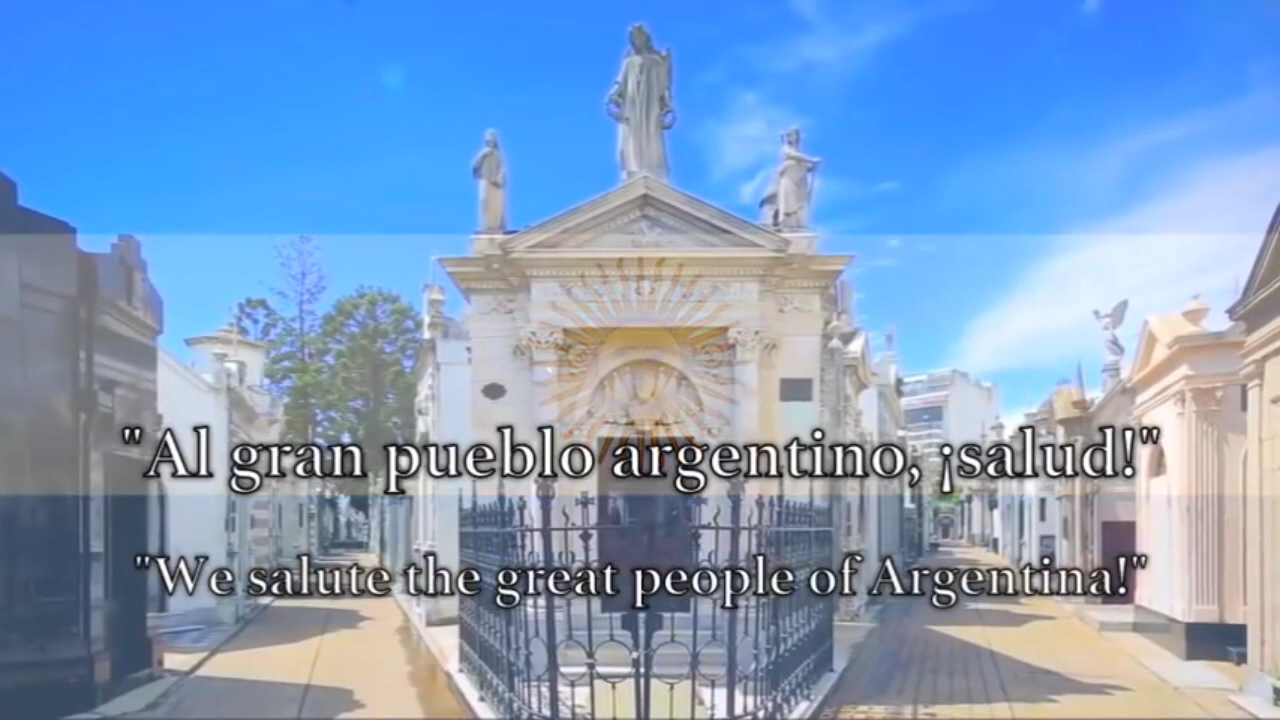 "Al gran pueblo argentino, ¡salud!"
"We salute the great people of Argentina!"